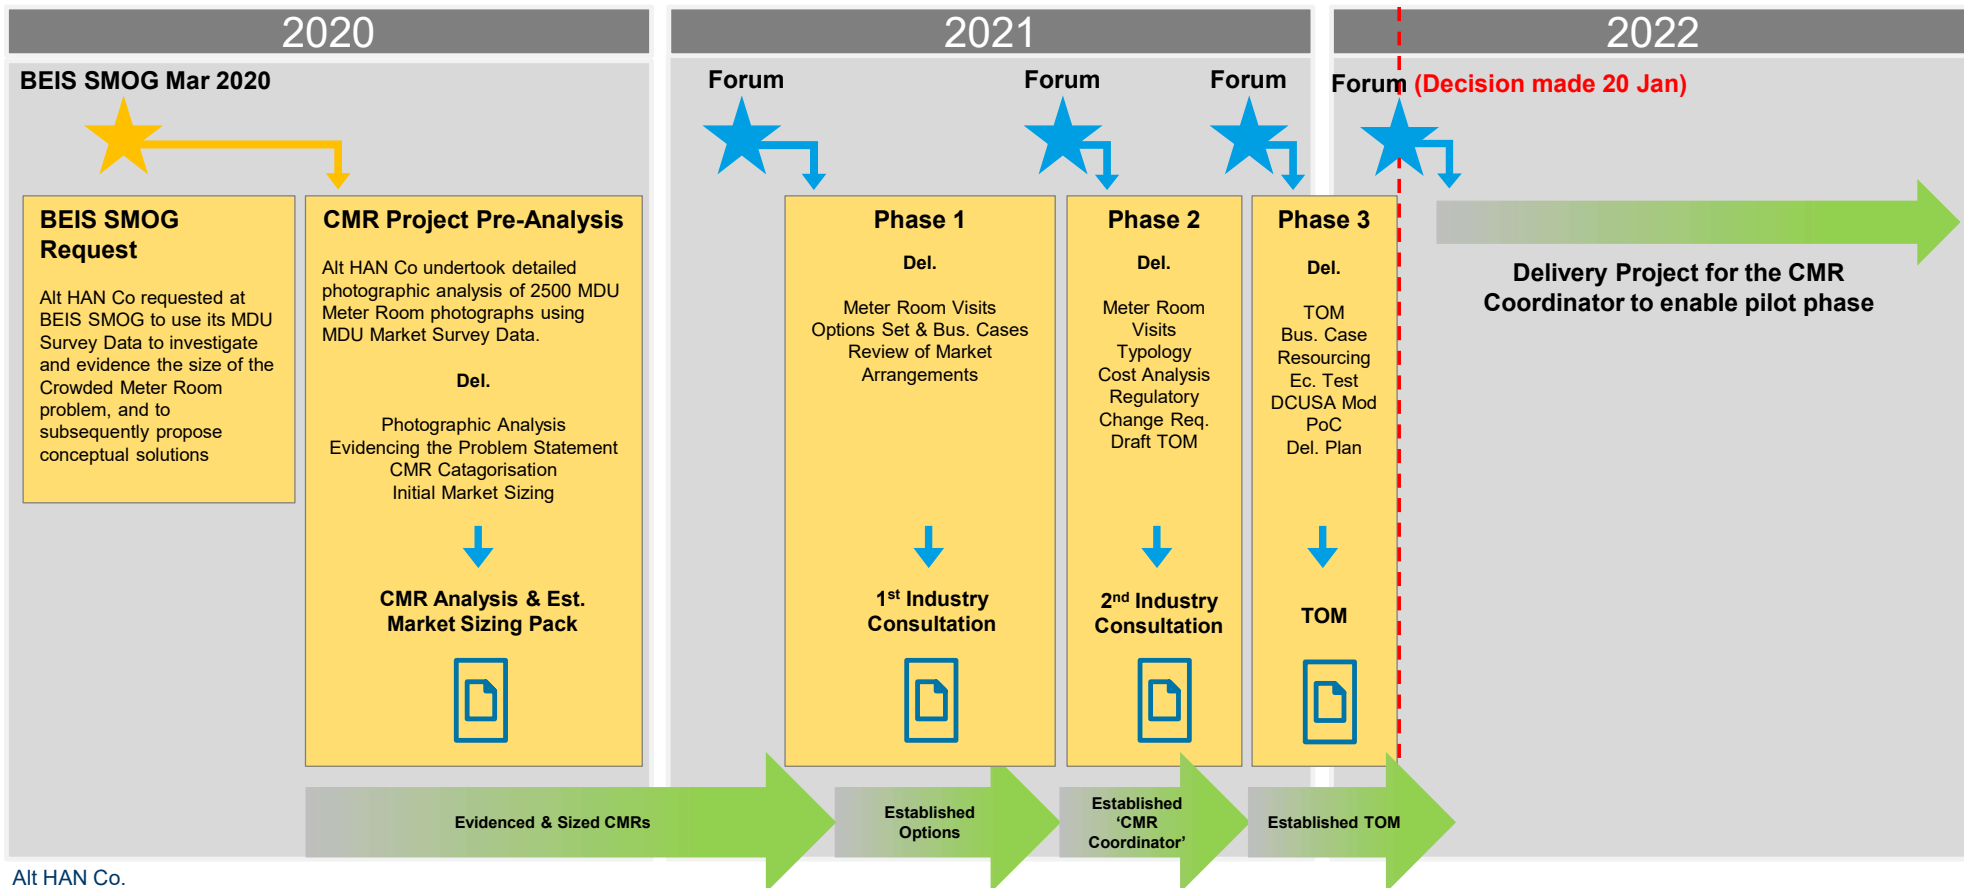 2020
2021
2022
BEIS SMOG Mar 2020
Forum
Forum
Forum
Forum (Decision made 20 Jan)
BEIS SMOG
Request
Alt HAN Co requested at
BEIS SMOG to use its MDU
Survey Data to investigate
and evidence the size of the
Crowded Meter Room
problem, and to
subsequently propose
conceptual solutions
CMR Project Pre-Analysis
Alt HAN Co undertook detailed
photographic analysis of 2500 MDU
Meter Room photographs using
MDU Market Survey Data.
Del.
Photographic Analysis
Evidencing the Problem Statement
CMR Catagorisation
Initial Market Sizing
CMR Analysis & Est.
Market Sizing Pack
Phase 1
Del.
Meter Room Visits
Options Set & Bus. Cases
Review of Market
Arrangements
1st Industry
Consultation
Phase 2
Del.
Meter Room
Visits
Typology
Cost Analysis
Regulatory
Change Req.
Draft TOM
2nd Industry
Consultation
Phase 3
Del.
TOM
Bus. Case
Resourcing
Ec. Test
DCUSA Mod
PoC
Del. Plan
TOM
Delivery Project for the CMR
Coordinator to enable pilot phase
Evidenced & Sized CMRs
Established
Options
Established
‘CMR
Coordinator’
Established TOM
Alt HAN Co.